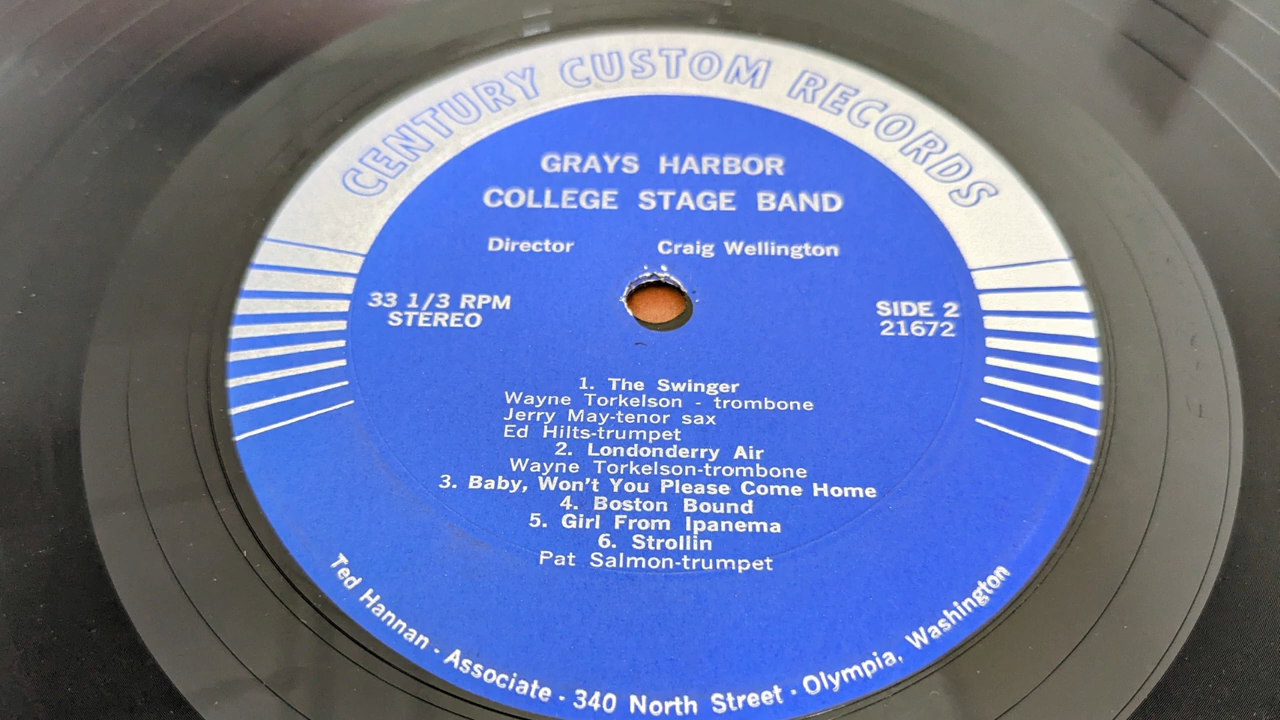 CENTURY CUSTOM RECORDS
GRAYS HARBOR
COLLEGE STAGE BAND
Director Craig Wellington
33 1/3 RPM
STEREO
SIDE 2
21672
1. The Swinger
Wayne Torkelson - trombone
Jerry May-tenor sax
Ed Hilts-trumpet
2. Londonderry Air
Wayne Torkelson-trombone
3. Baby, Won't You Please Come Home
4. Boston Bound
5. Girl From Ipanema
6. Strollin
Pat Salmon-trumpet
Ted Hannan - Associate - 340 North Street · Olympia, Washington